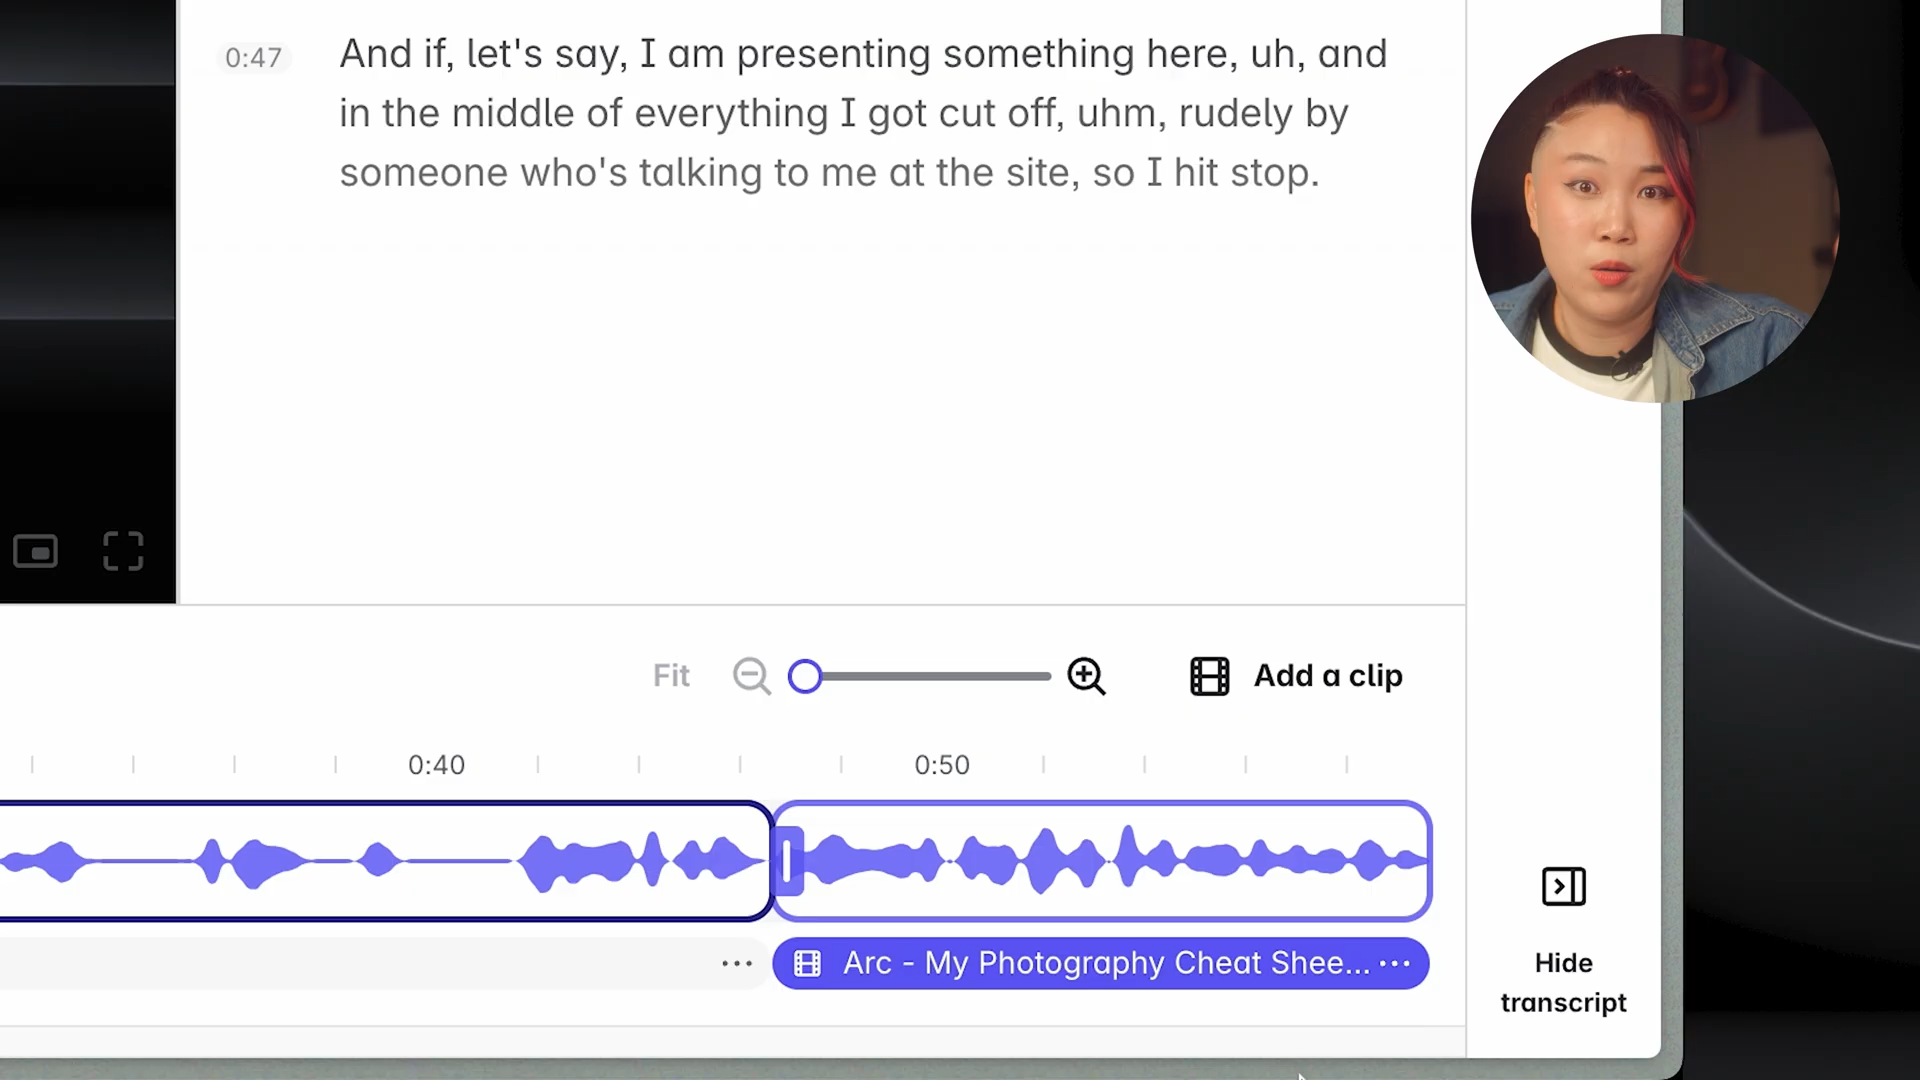 0:47
And if, let's say, I am presenting something here, uh, and
in the middle of everything I got cut off, uhm, rudely by
someone who's talking to me at the site, so I hit stop.
Fit
Add a clip
0:40
0:50
Arc - My Photography Cheat Shee...
Hide
transcript